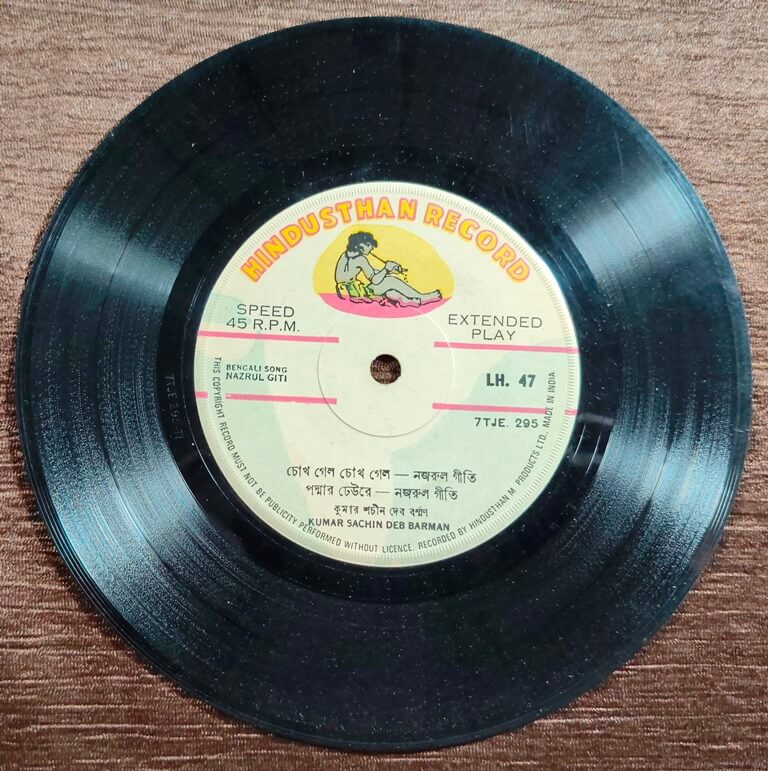 HINDUSTHAN RECORD
SPEED
45 R.P.M.
EXTENDED
PLAY
BENGALI SONG
NAZRUL GITI
LH. 47
7TJE. 295
চোখ গেল চোখ গেল — নজরুল গীতি
পদ্মার ঢেউরে — নজরুল গীতি
কুমার শচীন দেব বর্ম্মণ
KUMAR SACHIN DEB BARMAN
THIS COPYRIGHT RECORD MUST NOT BE PUBLICITY PERFORMED WITHOUT LICENCE. RECORDED BY HINDUSTHAN M. PRODUCTS LTD. MADE IN INDIA